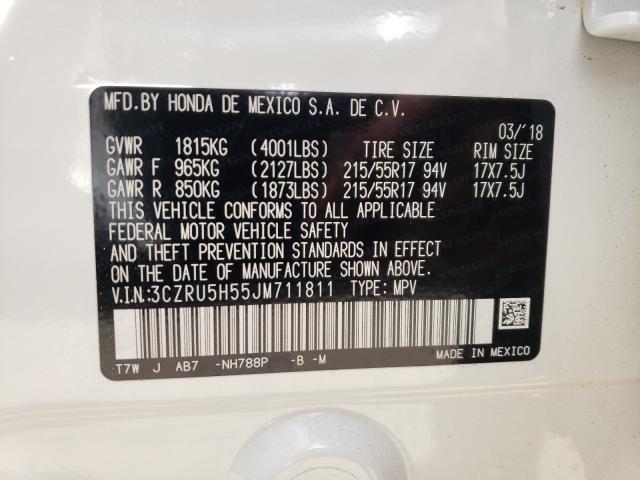 MFD.BY HONDA DE MEXICO S.A. DE C.V.
03/'18
GVWR 1815KG (4001LBS) TIRE SIZE RIM SIZE
GAWR F 965KG (2127LBS) 215/55R17 94V 17X7.5J
GAWR R 850KG (1873LBS) 215/55R17 94V 17X7.5J
THIS VEHICLE CONFORMS TO ALL APPLICABLE
FEDERAL MOTOR VEHICLE SAFETY
AND THEFT PREVENTION STANDARDS IN EFFECT
ON THE DATE OF MANUFACTURE SHOWN ABOVE.
V.I.N:3CZRU5H55JM711811 TYPE: MPV
T7W J AB7 -NH788P -B -M
MADE IN MEXICO